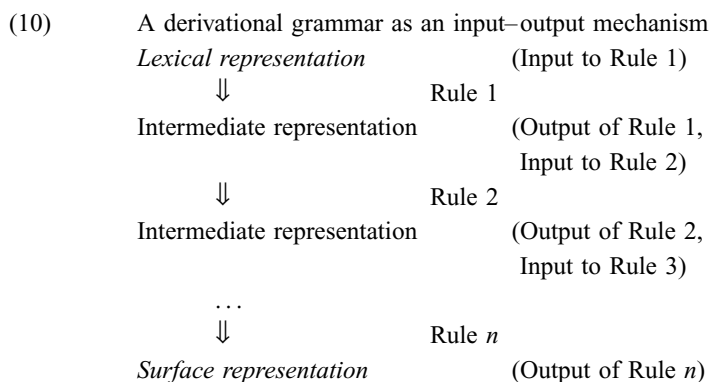 (10) A derivational grammar as an input–output mechanism
Lexical representation (Input to Rule 1)
⇓ Rule 1
Intermediate representation (Output of Rule 1,
Input to Rule 2)
⇓ Rule 2
Intermediate representation (Output of Rule 2,
Input to Rule 3)
...
⇓ Rule n
Surface representation (Output of Rule n)